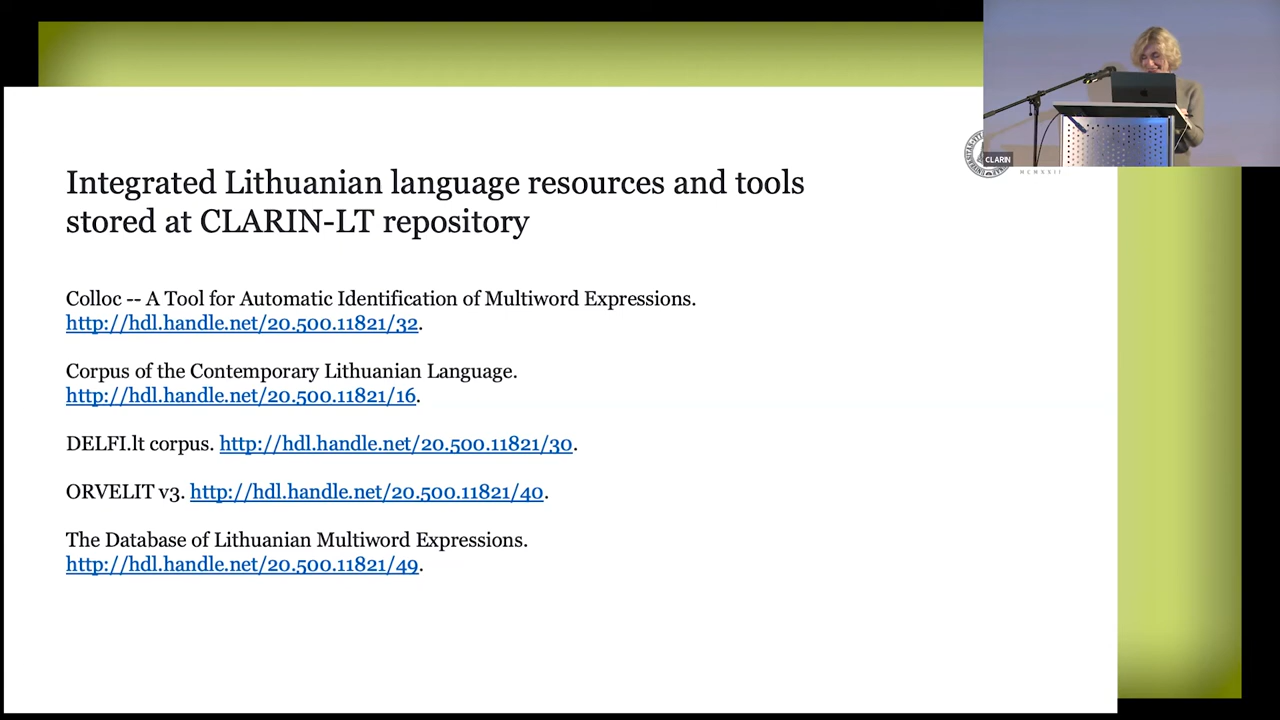 Integrated Lithuanian language resources and tools
stored at CLARIN-LT repository
Colloc -- A Tool for Automatic Identification of Multiword Expressions.
http://hdl.handle.net/20.500.11821/32.
Corpus of the Contemporary Lithuanian Language.
http://hdl.handle.net/20.500.11821/16.
DELFI.lt corpus. http://hdl.handle.net/20.500.11821/30.
ORVELIT v3. http://hdl.handle.net/20.500.11821/40.
The Database of Lithuanian Multiword Expressions.
http://hdl.handle.net/20.500.11821/49.
CLARIN
MCMXXII